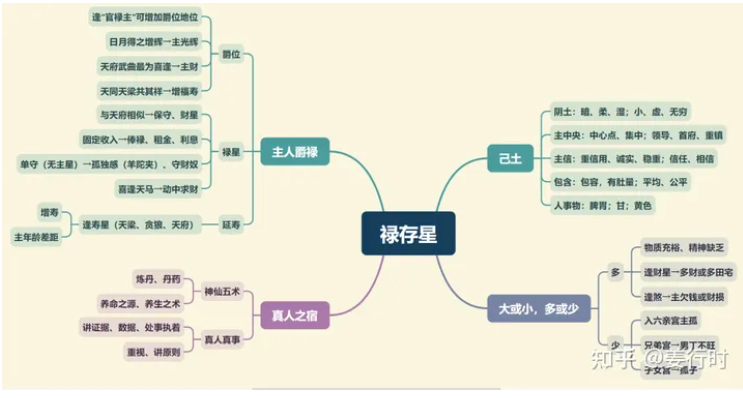 禄存星
主人爵禄
爵位
逢“官禄主”可增加爵位地位
日月得之增辉→主光辉
天府武曲最为喜逢→主财
天同天梁共其祥→增福寿
禄星
与天府相似→保守、财星
固定收入→俸禄、租金、利息
单守（无主星）→孤独感（羊陀夹）、守财奴
喜逢天马→动中求财
延寿
逢寿星（天梁、贪狼、天府）
增寿
主年龄差距
真人之宿
神仙五术
炼丹、丹药
养命之源、养生之术
真人真事
讲证据、数据、处事执着
重视、讲原则
己土
阴土：暗、柔、湿；小、虚、无穷
主中央：中心点、集中；领导、首府、重镇
主信：重信用、诚实、稳重；信任、相信
包含：包容，有肚量；平均、公平
人事物：脾胃；甘；黄色
大或小，多或少
多
物质充裕、精神缺乏
逢财星→多财或多田宅
逢煞→主欠钱或财损
少
入六亲宫主孤
兄弟宫→男丁不旺
子女宫→孤子
知乎 @姜行时